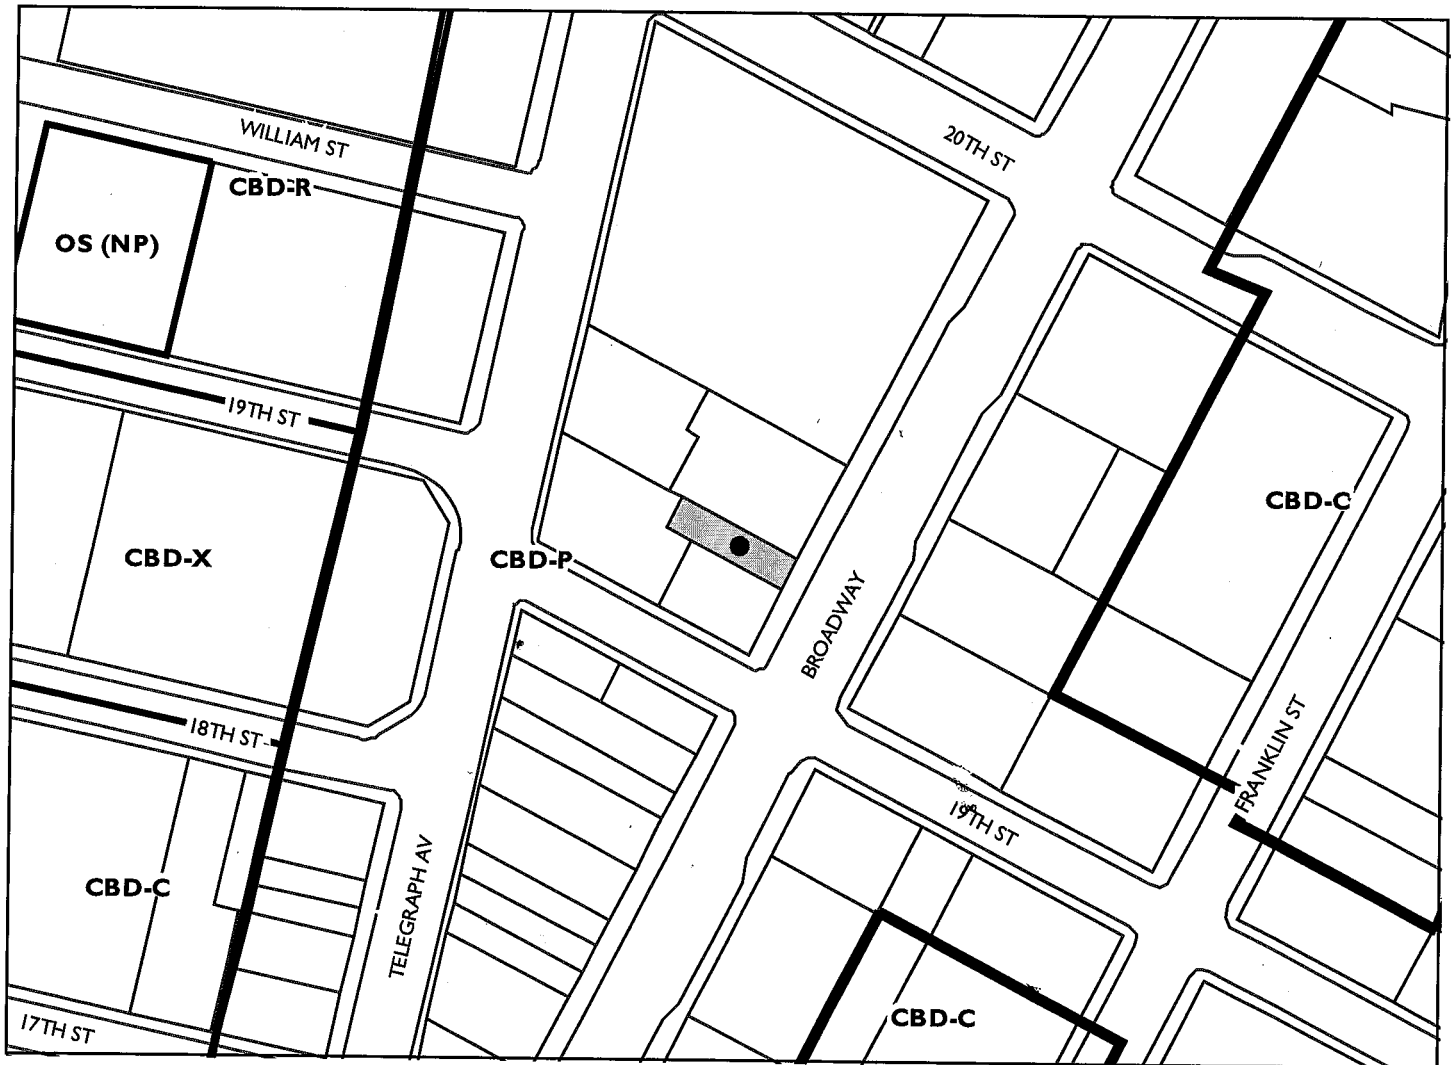 WILLIAM ST
20TH ST
CBD-R
OS (NP)
19TH ST
CBD-C
CBD-X
CBD-P
BROADWAY
18TH ST
FRANKLIN ST
19TH ST
CBD-C
TELEGRAPH AV
CBD-C
17TH ST